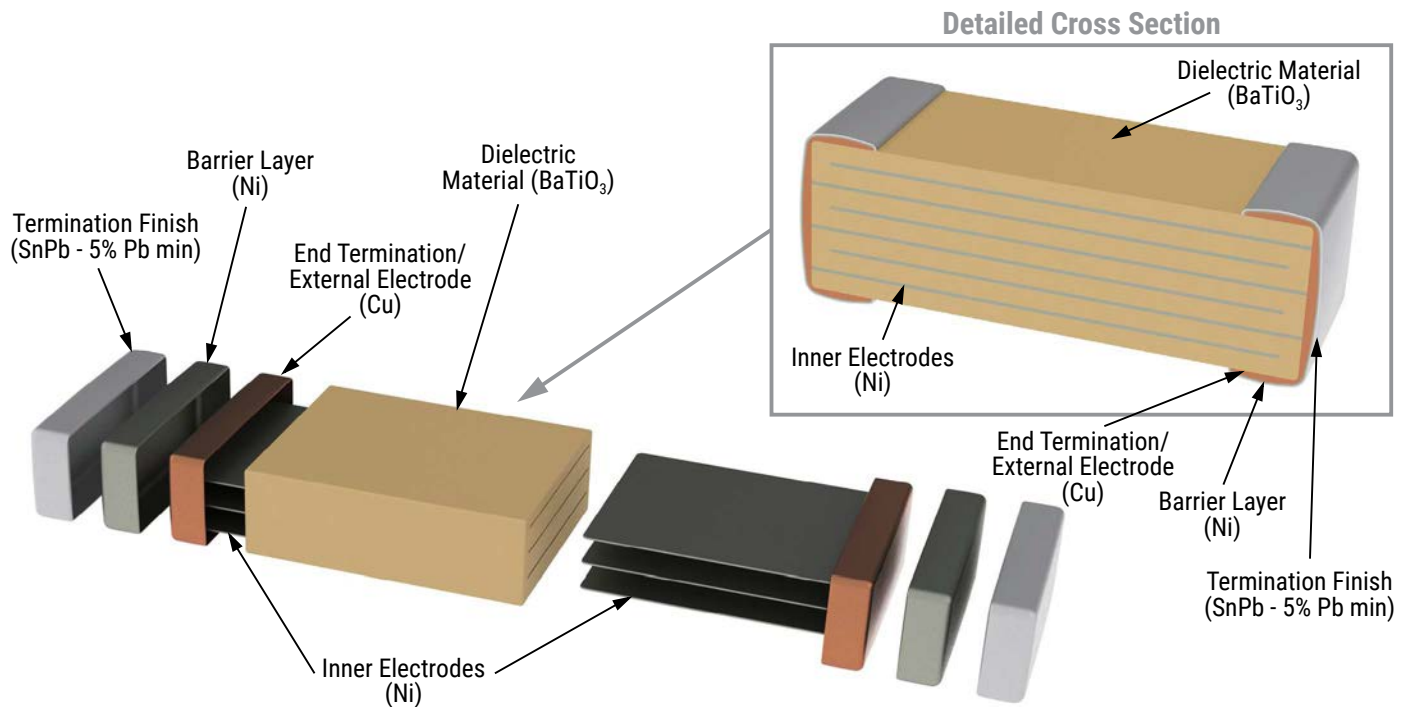 Detailed Cross Section
Dielectric Material
(BaTiO₃)
Inner Electrodes
(Ni)
End Termination/
External Electrode
(Cu)
Barrier Layer
(Ni)
Termination Finish
(SnPb - 5% Pb min)
Barrier Layer
(Ni)
Dielectric
Material (BaTiO₃)
Termination Finish
(SnPb - 5% Pb min)
End Termination/
External Electrode
(Cu)
Inner Electrodes
(Ni)